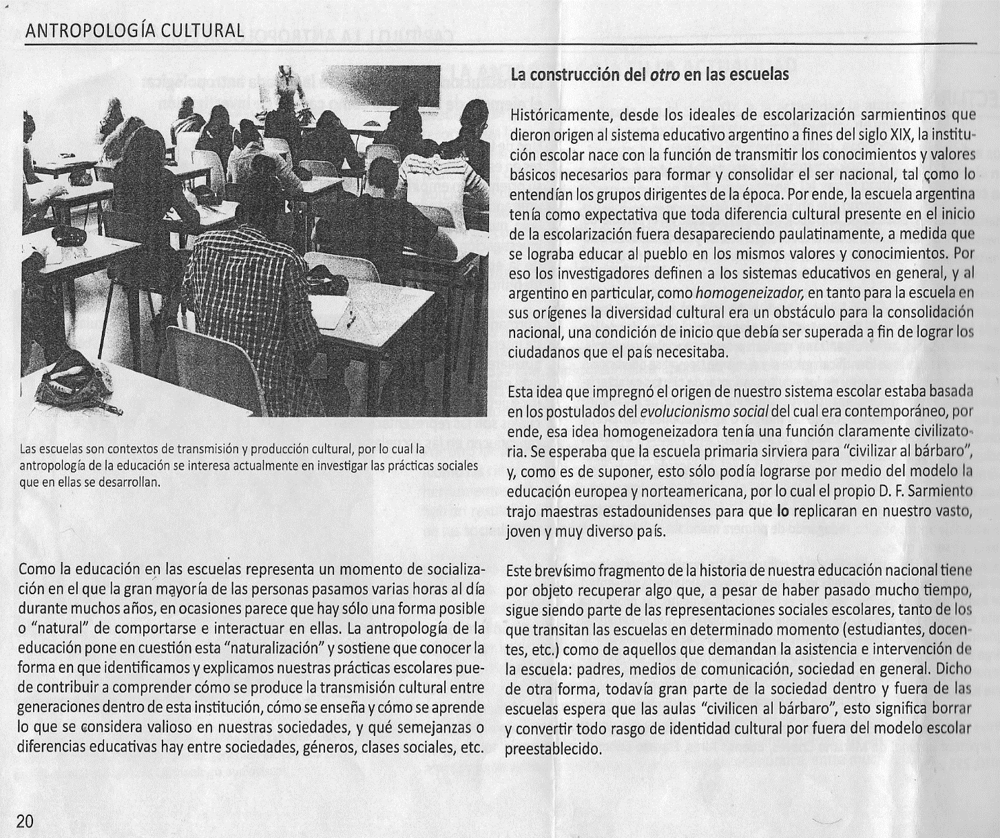 ANTROPOLOGÍA CULTURAL
Las escuelas son contextos de transmisión y producción cultural, por lo cual la
antropología de la educación se interesa actualmente en investigar las prácticas sociales
que en ellas se desarrollan.
Como la educación en las escuelas representa un momento de socializa-
ción en el que la gran mayoría de las personas pasamos varias horas al día
durante muchos años, en ocasiones parece que hay sólo una forma posible
o "natural" de comportarse e interactuar en ellas. La antropología de la
educación pone en cuestión esta "naturalización" y sostiene que conocer la
forma en que identificamos y explicamos nuestras prácticas escolares pue-
de contribuir a comprender cómo se produce la transmisión cultural entre
generaciones dentro de esta institución, cómo se enseña y cómo se aprende
lo que se considera valioso en nuestras sociedades, y qué semejanzas o
diferencias educativas hay entre sociedades, géneros, clases sociales, etc.
La construcción del otro en las escuelas
Históricamente, desde los ideales de escolarización sarmientinos que
dieron origen al sistema educativo argentino a fines del siglo XIX, la institu-
ción escolar nace con la función de transmitir los conocimientos y valores
básicos necesarios para formar y consolidar el ser nacional, tal como lo
entendían los grupos dirigentes de la época. Por ende, la escuela argentina
tenía como expectativa que toda diferencia cultural presente en el inicio
de la escolarización fuera desapareciendo paulatinamente, a medida que
se lograba educar al pueblo en los mismos valores y conocimientos. Por
eso los investigadores definen a los sistemas educativos en general, y al
argentino en particular, como homogeneizador, en tanto para la escuela en
sus orígenes la diversidad cultural era un obstáculo para la consolidación
nacional, una condición de inicio que debía ser superada a fin de lograr los
ciudadanos que el país necesitaba.
Esta idea que impregnó el origen de nuestro sistema escolar estaba basada
en los postulados del evolucionismo social del cual era contemporáneo, por
ende, esa idea homogeneizadora tenía una función claramente civilizato-
ria. Se esperaba que la escuela primaria sirviera para "civilizar al bárbaro",
y, como es de suponer, esto sólo podía lograrse por medio del modelo la
educación europea y norteamericana, por lo cual el propio D. F. Sarmiento
trajo maestras estadounidenses para que lo replicaran en nuestro vasto,
joven y muy diverso país.
Este brevísimo fragmento de la historia de nuestra educación nacional tiene
por objeto recuperar algo que, a pesar de haber pasado mucho tiempo,
sigue siendo parte de las representaciones sociales escolares, tanto de los
que transitan las escuelas en determinado momento (estudiantes, docen-
tes, etc.) como de aquellos que demandan la asistencia e intervención de
la escuela: padres, medios de comunicación, sociedad en general. Dicho
de otra forma, todavía gran parte de la sociedad dentro y fuera de las
escuelas espera que las aulas "civilicen al bárbaro", esto significa borrar
y convertir todo rasgo de identidad cultural por fuera del modelo escolar
preestablecido.
20